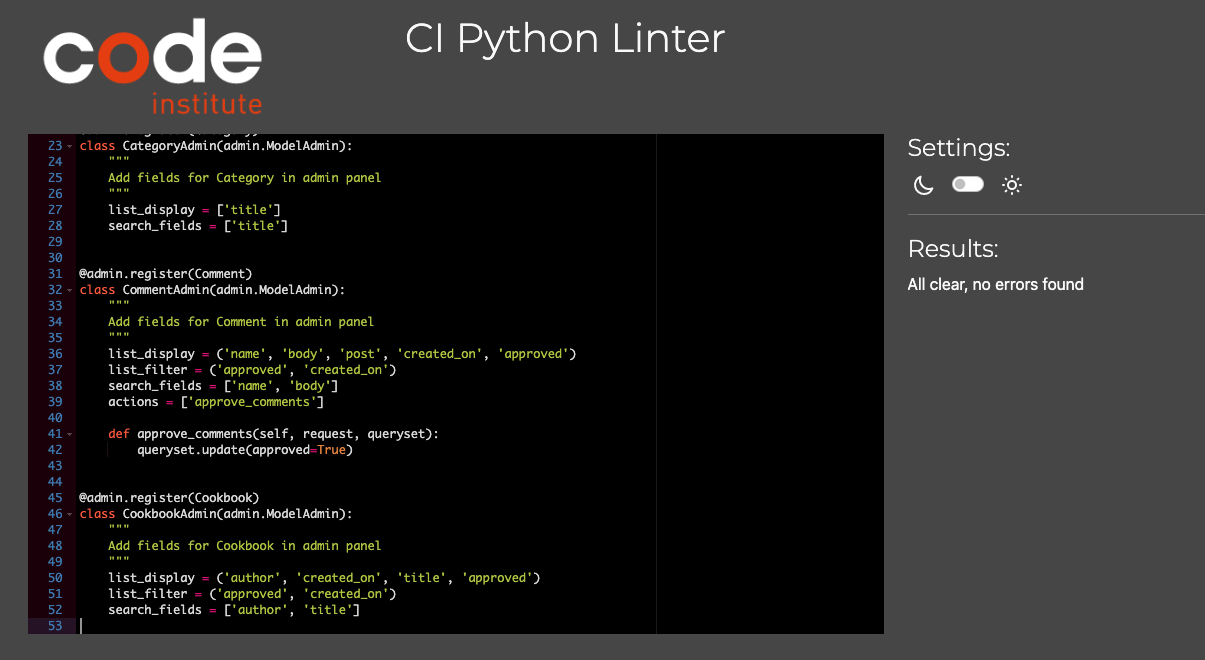 code
institute
CI Python Linter
23 class CategoryAdmin(admin.ModelAdmin):
24 """
25 Add fields for Category in admin panel
26 """
27 list_display = ['title']
28 search_fields = ['title']
29
30
31 @admin.register(Comment)
32 class CommentAdmin(admin.ModelAdmin):
33 """
34 Add fields for Comment in admin panel
35 """
36 list_display = ('name', 'body', 'post', 'created_on', 'approved')
37 list_filter = ('approved', 'created_on')
38 search_fields = ['name', 'body']
39 actions = ['approve_comments']
40
41 def approve_comments(self, request, queryset):
42 queryset.update(approved=True)
43
44
45 @admin.register(Cookbook)
46 class CookbookAdmin(admin.ModelAdmin):
47 """
48 Add fields for Cookbook in admin panel
49 """
50 list_display = ('author', 'created_on', 'title', 'approved')
51 list_filter = ('approved', 'created_on')
52 search_fields = ['author', 'title']
53
Settings:
Results:
All clear, no errors found